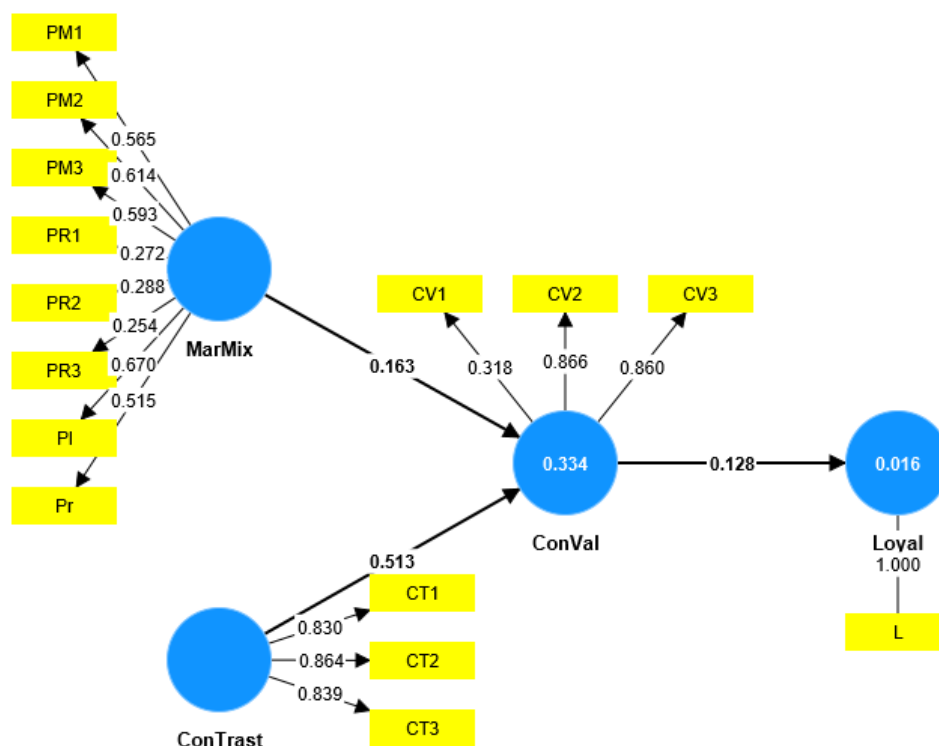 PM1
PM2
PM3
PR1
PR2
PR3
Pl
Pr
0.565
0.614
0.593
0.272
0.288
0.254
0.670
0.515
MarMix
0.163
CV1
CV2
CV3
0.318
0.866
0.860
0.334
ConVal
0.128
0.016
Loyal
1.000
L
0.513
CT1
CT2
CT3
0.830
0.864
0.839
ConTrast